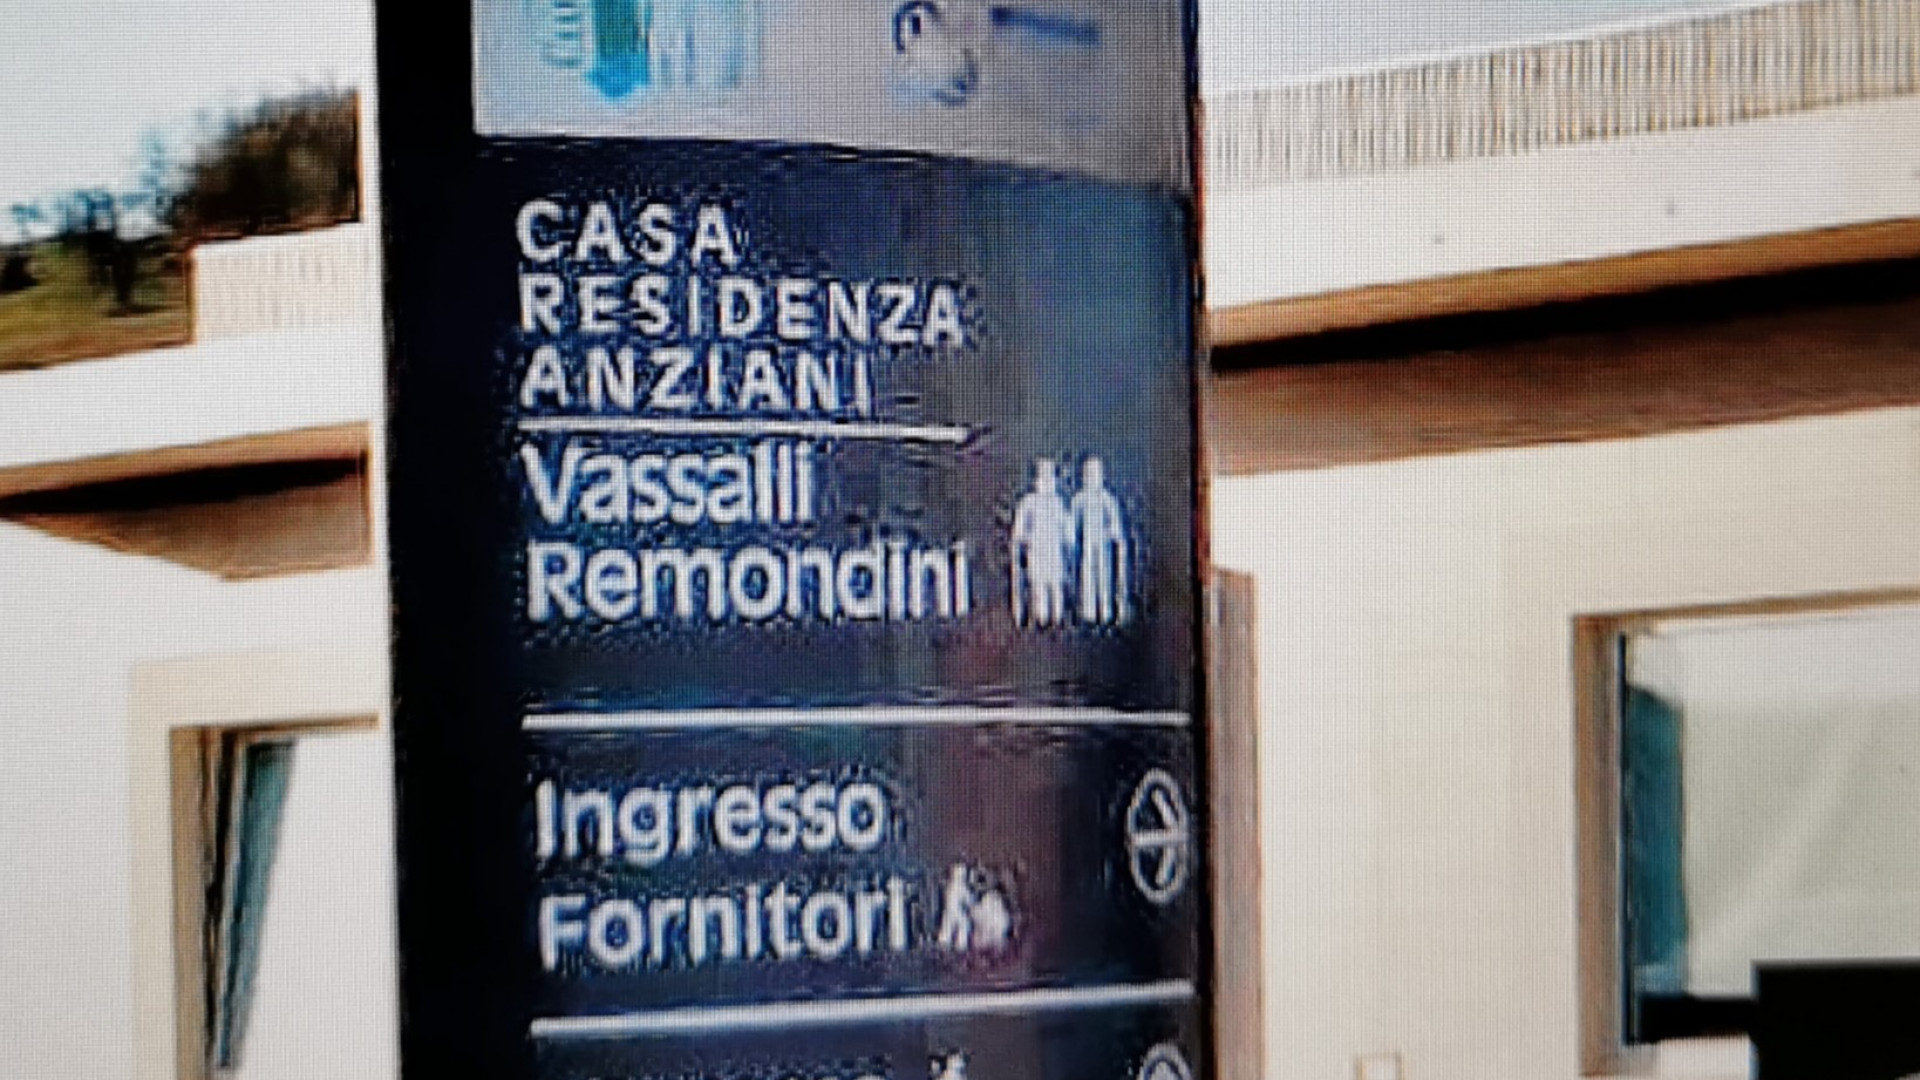 CASA
RESIDENZA
ANZIANI
Vassalli
Remondini
Ingresso
Fornitori